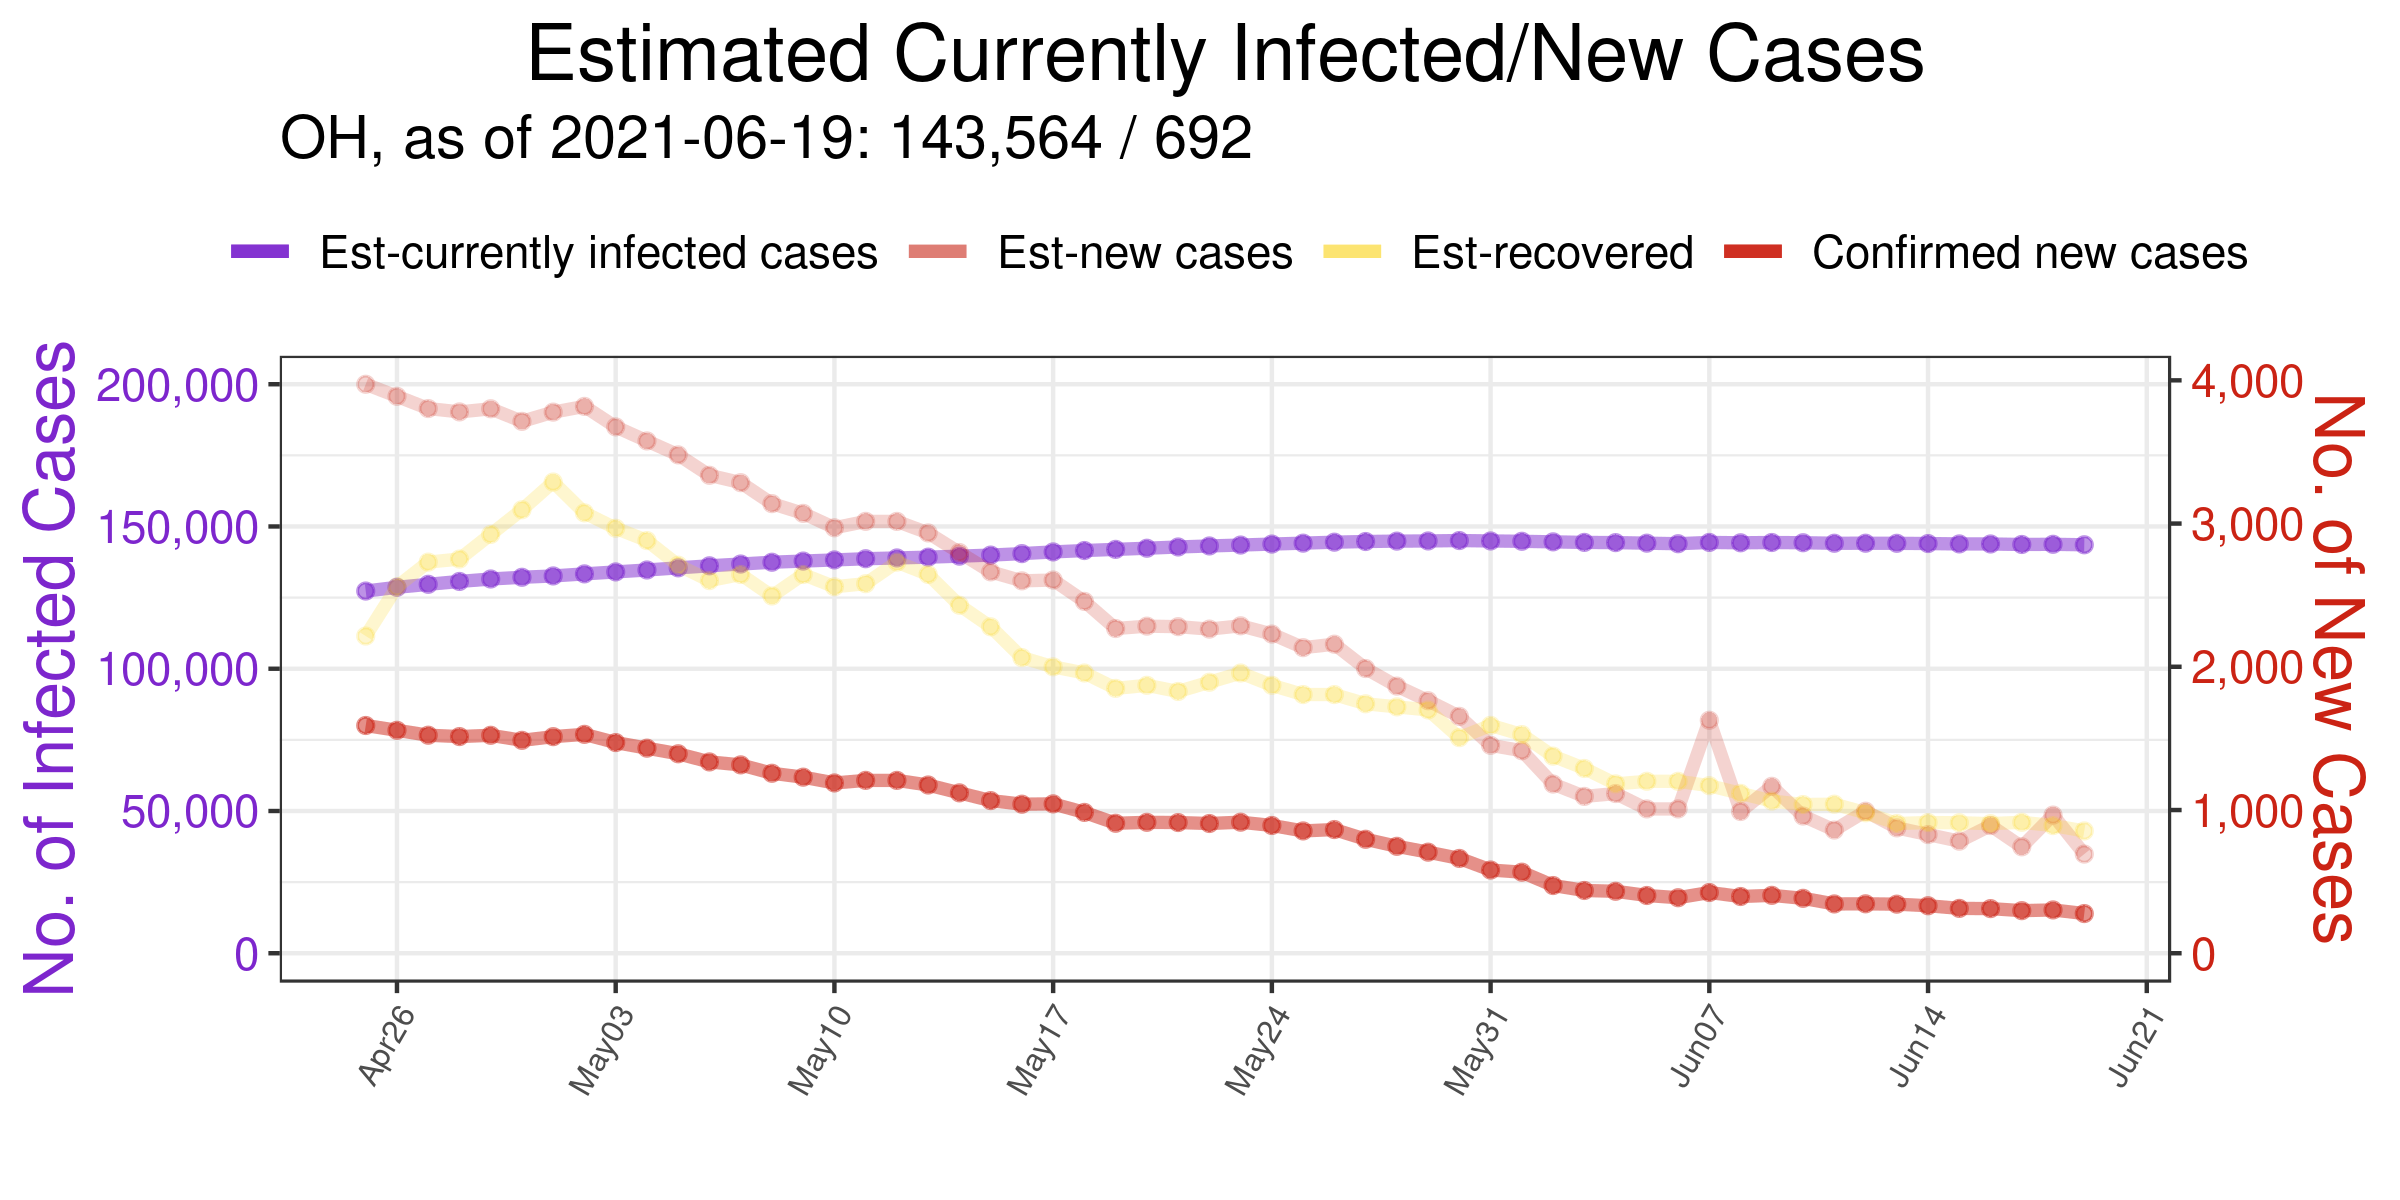 Estimated Currently Infected/New Cases
OH, as of 2021-06-19: 143,564 / 692
Est-currently infected cases Est-new cases Est-recovered Confirmed new cases
No. of Infected Cases
200,000
150,000
100,000
50,000
0
4,000
3,000
2,000
1,000
0
No. of New Cases
Apr26 May03 May10 May17 May24 May31 Jun07 Jun14 Jun21